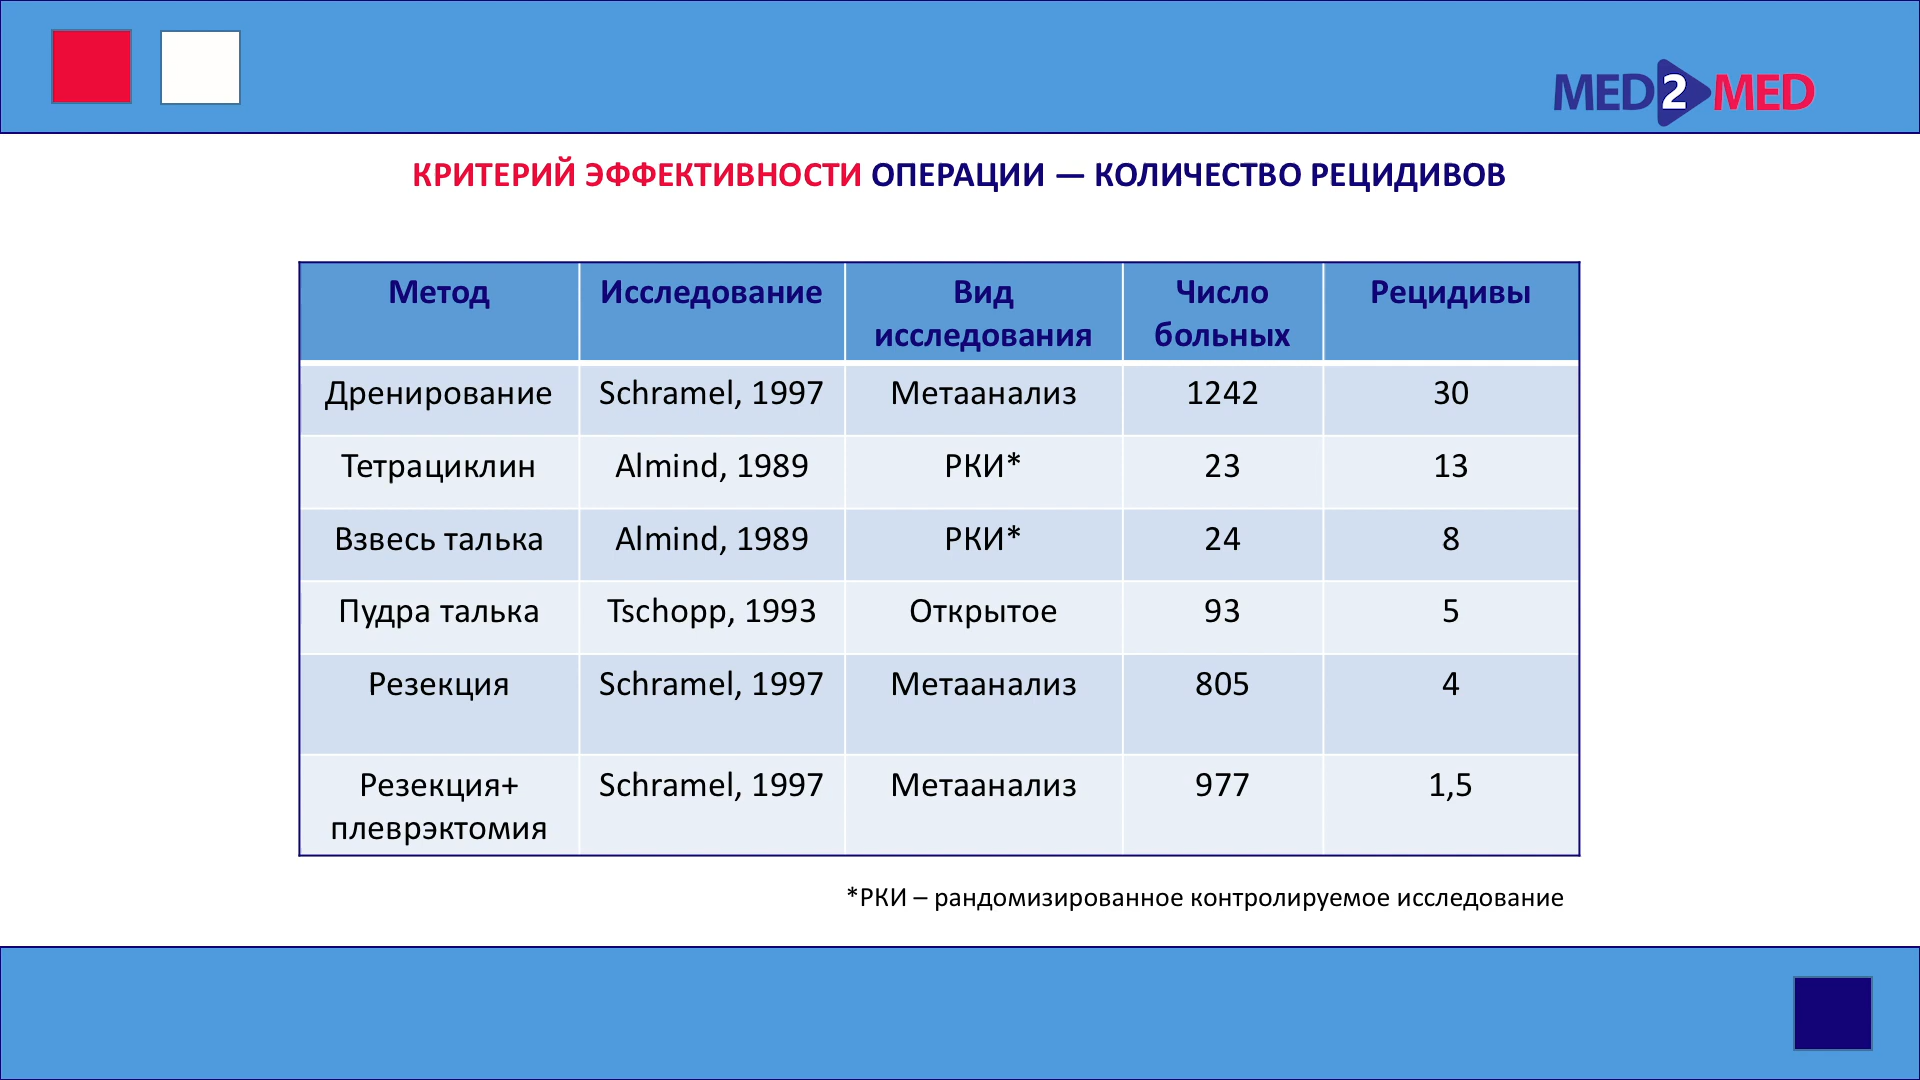 MED2MED
КРИТЕРИЙ ЭФФЕКТИВНОСТИ ОПЕРАЦИИ — КОЛИЧЕСТВО РЕЦИДИВОВ
Метод Исследование Вид исследования Число больных Рецидивы
Дренирование Schramel, 1997 Метаанализ 1242 30
Тетрациклин Almind, 1989 РКИ* 23 13
Взвесь талька Almind, 1989 РКИ* 24 8
Пудра талька Tschopp, 1993 Открытое 93 5
Резекция Schramel, 1997 Метаанализ 805 4
Резекция+ плеврэктомия Schramel, 1997 Метаанализ 977 1,5
*РКИ – рандомизированное контролируемое исследование